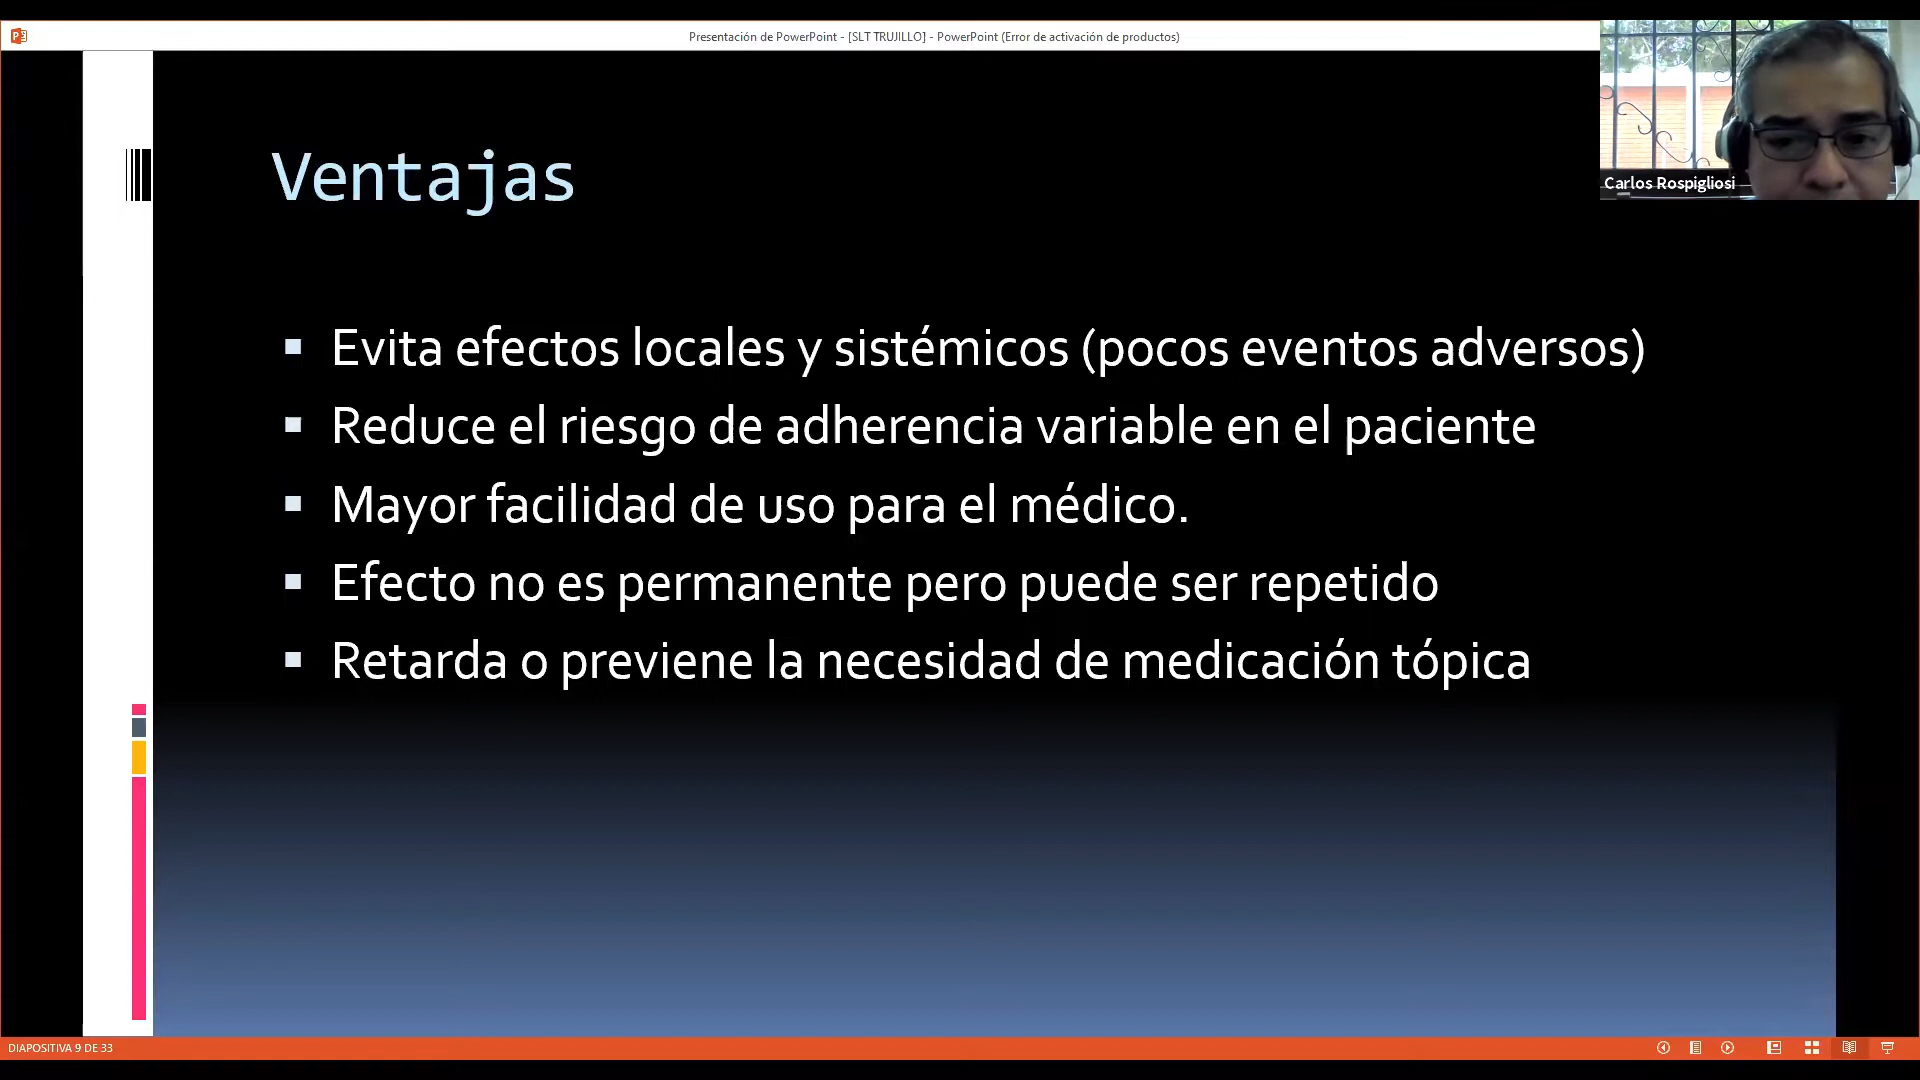 Presentación de PowerPoint - [SLT TRUJILLO] - PowerPoint (Error de activación de productos)
Carlos Rospigliosi
Ventajas
Evita efectos locales y sistémicos (pocos eventos adversos)
Reduce el riesgo de adherencia variable en el paciente
Mayor facilidad de uso para el médico.
Efecto no es permanente pero puede ser repetido
Retarda o previene la necesidad de medicación tópica
DIAPOSITIVA 9 DE 33